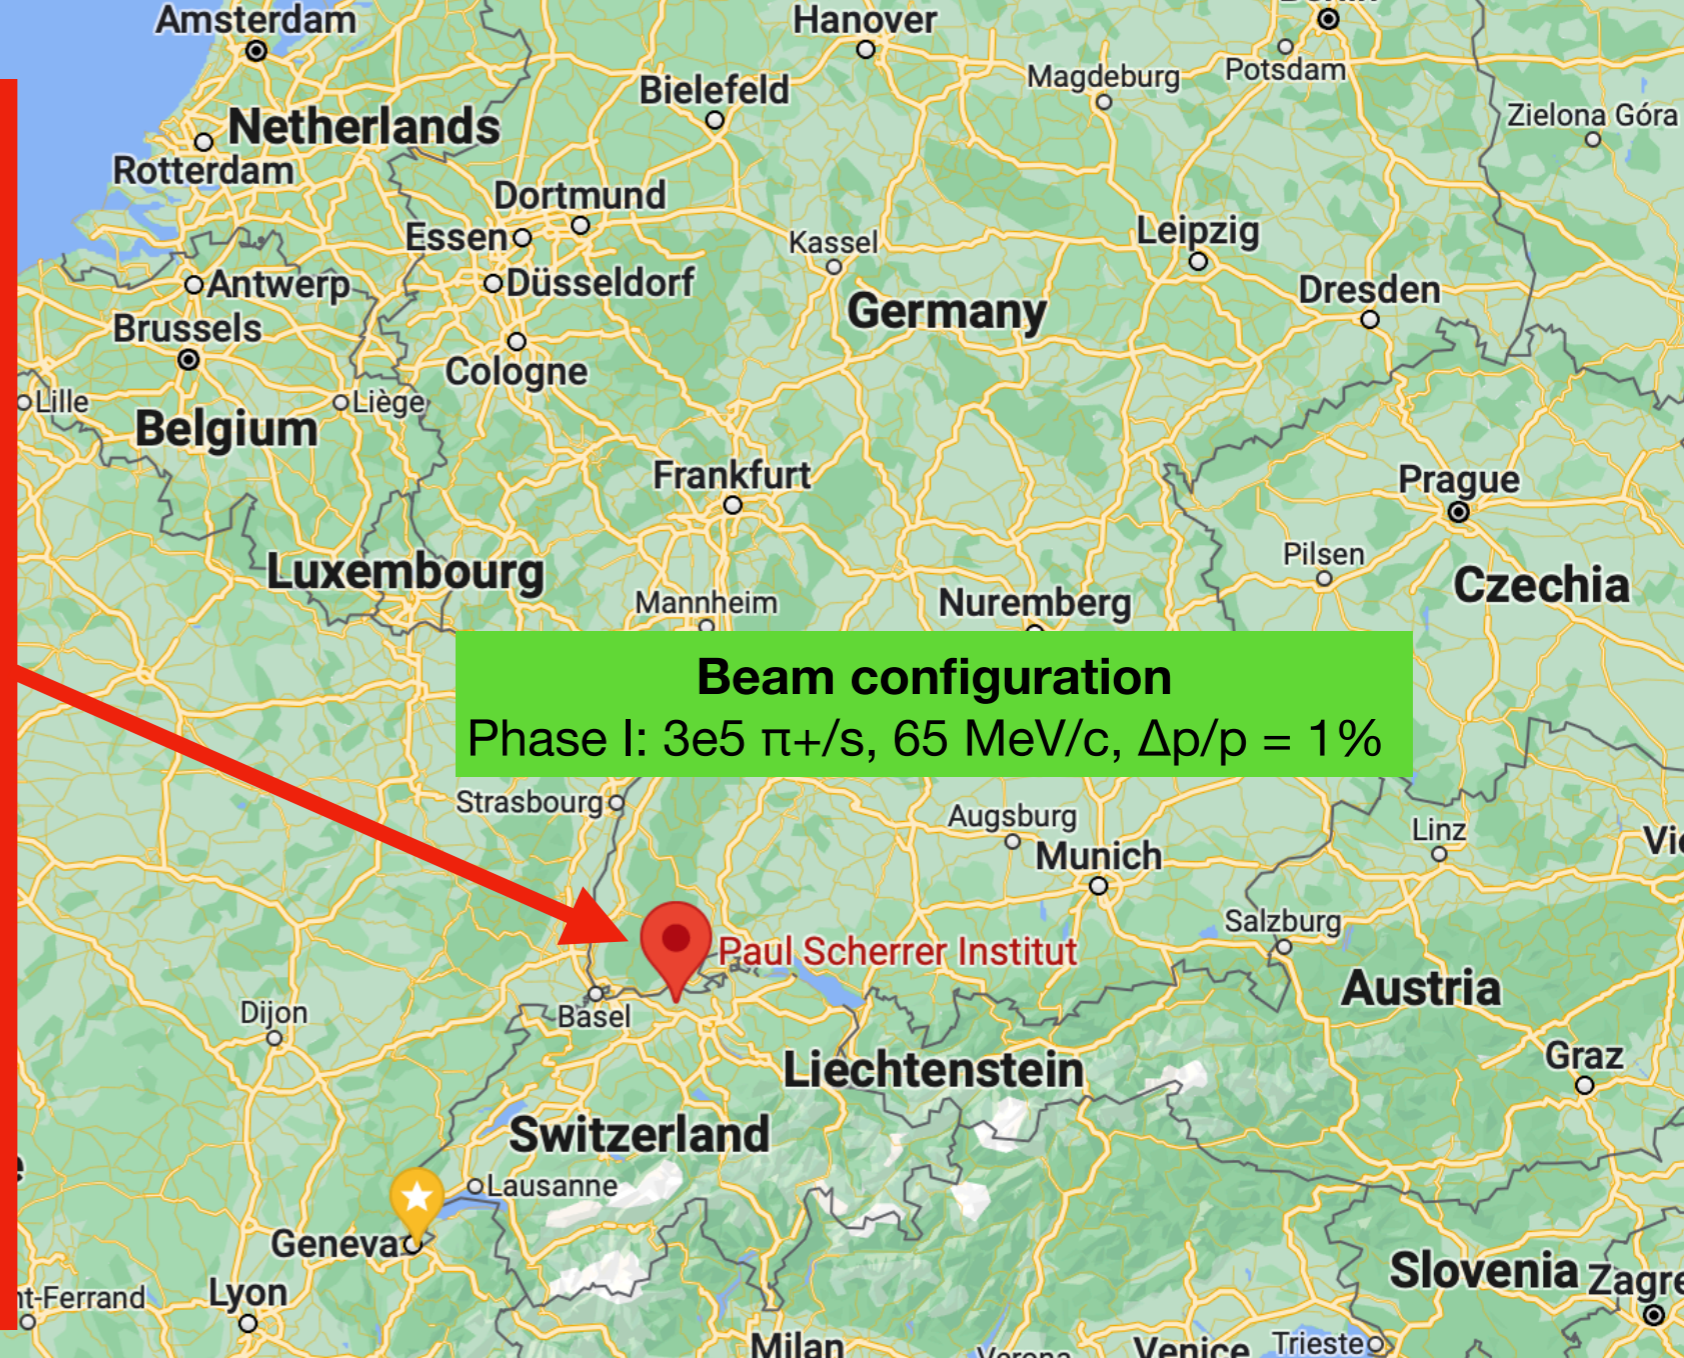 Amsterdam
Hanover
Potsdam
Magdeburg
Bielefeld
Zielona Góra
Netherlands
Rotterdam
Dortmund
Essen
Kassel
Leipzig
Antwerp
Düsseldorf
Germany
Dresden
Brussels
Cologne
Lille
Liège
Belgium
Frankfurt
Prague
Pilsen
Luxembourg
Czechia
Mannheim
Nuremberg
Beam configuration
Phase I: 3e5 π+/s, 65 MeV/c, Δp/p = 1%
Strasbourg
Augsburg
Linz
Munich
Salzburg
Paul Scherrer Institut
Austria
Dijon
Basel
Liechtenstein
Graz
Switzerland
Lausanne
Geneva
Slovenia
Zagre
nt-Ferrand
Lyon
Milan
Venice
Trieste